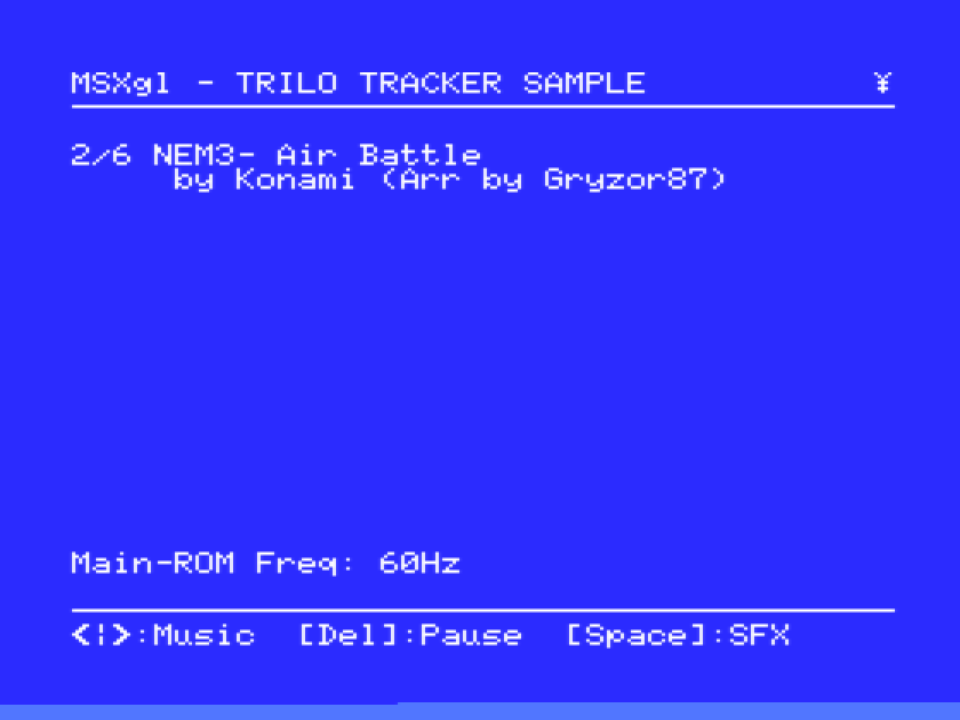 MSXgl - TRILO TRACKER SAMPLE ¥
2/6 NEM3- Air Battle
by Konami (Arr by Gryzor87)
Main-ROM Freq: 60Hz
<¦>:Music [Del]:Pause [Space]:SFX